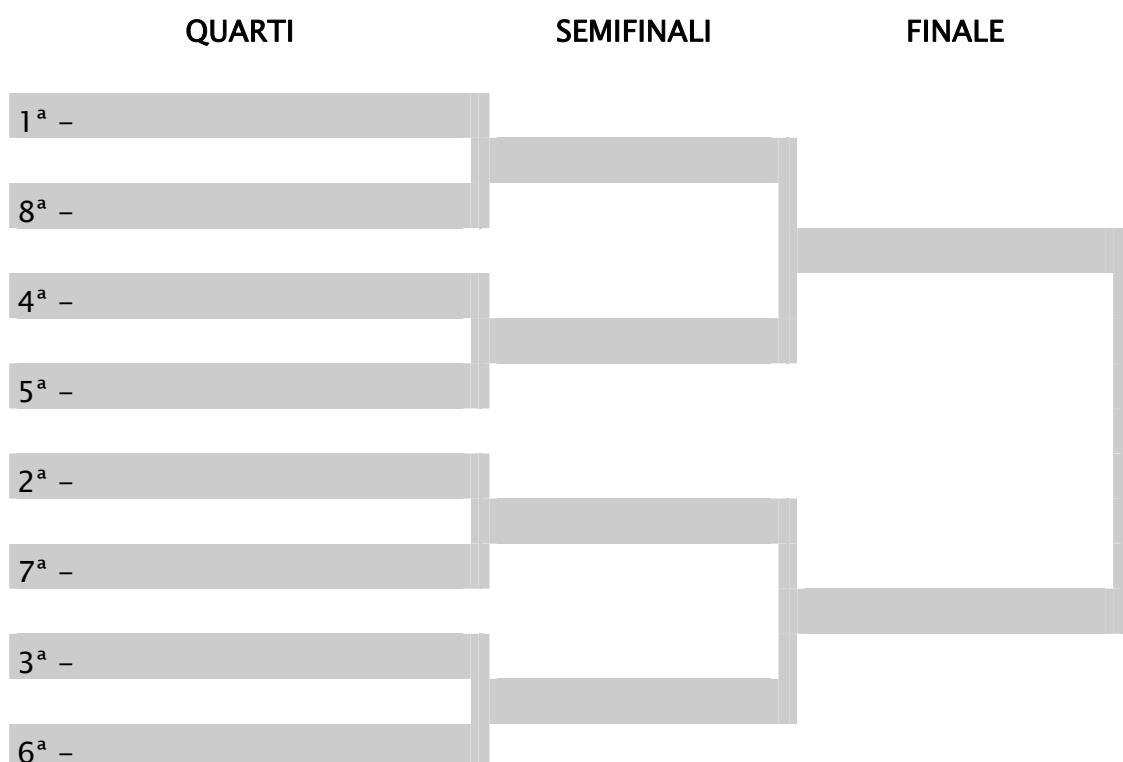 QUARTI SEMIFINALI FINALE
1ª –
8ª –
4ª –
5ª –
2ª –
7ª –
3ª –
6ª –